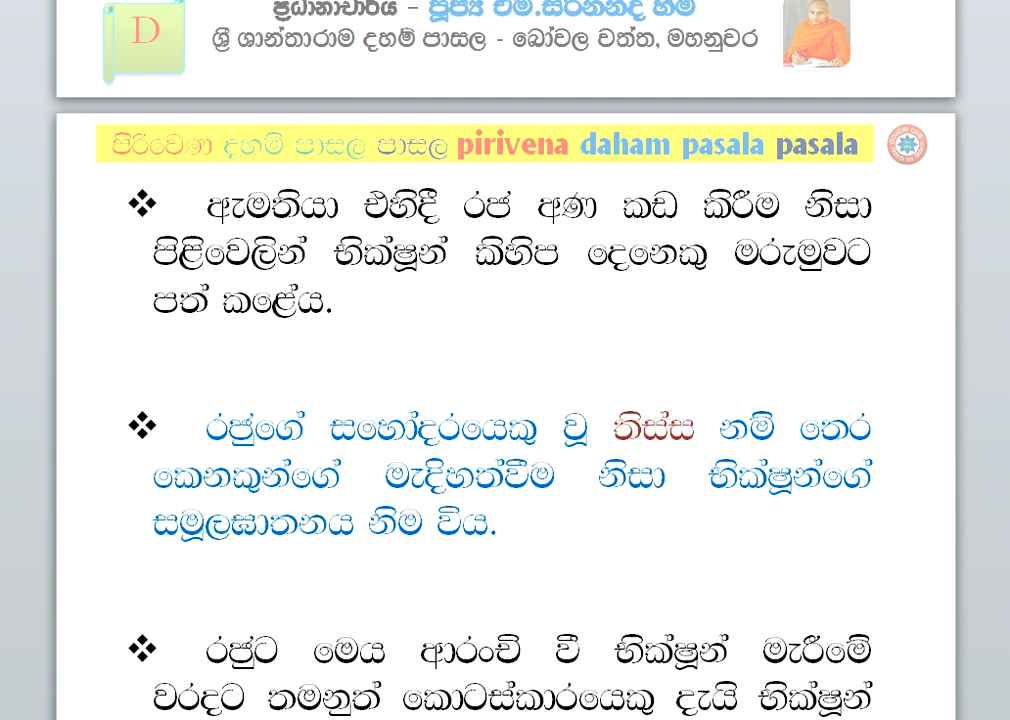 D
ප්‍රධානාචාර්ය – පූජ්‍ය එම්.සිරිනන්ද හිමි
ශ්‍රී ශාන්තාරාම දහම් පාසල - බෝවල වත්ත, මහනුවර
පිරිවෙණ දහම් පාසල පාසල pirivena daham pasala pasala
❖ ඇමතියා එහිදී රජ අණ කඩ කිරීම නිසා
පිළිවෙලින් භික්ෂූන් කිහිප දෙනෙකු මරුමුවට
පත් කළේය.
❖ රජුගේ සහෝදරයෙකු වූ තිස්ස නම් තෙර
කෙනකුන්ගේ මැදිහත්වීම නිසා භික්ෂූන්ගේ
සමූලඝාතනය නිම විය.
❖ රජුට මෙය ආරංචි වී භික්ෂූන් මැරීමේ
වරදට තමනුත් කොටස්කාරයෙකු දැයි භික්ෂූන්